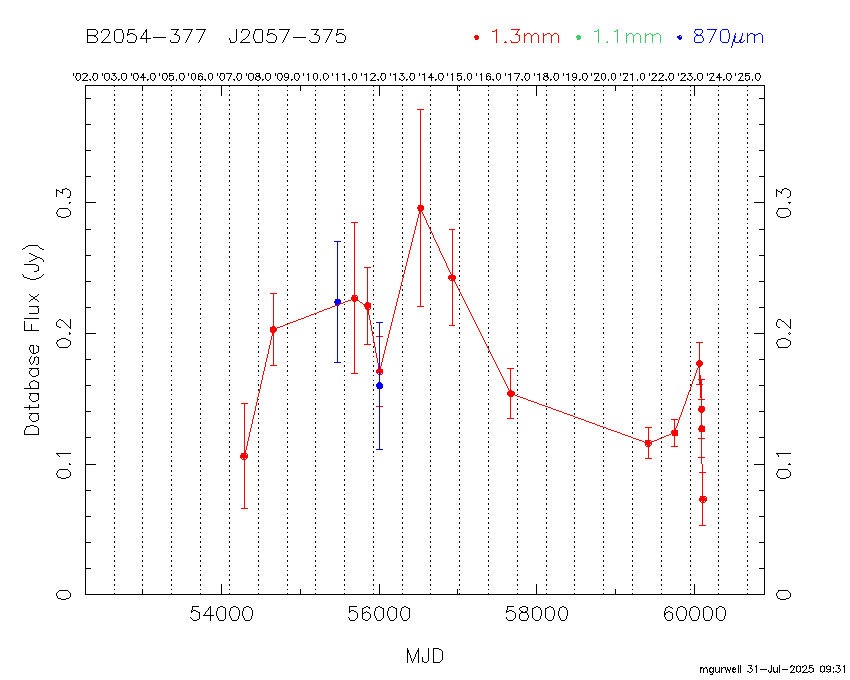 B2054-377 J2057-375 1.3mm 1.1mm 870μm
'02.0 '03.0 '04.0 '05.0 '06.0 '07.0 '08.0 '09.0 '10.0 '11.0 '12.0 '13.0 '14.0 '15.0 '16.0 '17.0 '18.0 '19.0 '20.0 '21.0 '22.0 '23.0 '24.0 '25.0
Database Flux (Jy)
0.3
0.2
0.1
0
0.3
0.2
0.1
0
54000 56000 58000 60000
MJD
mgurwell 31-Jul-2025 09:31